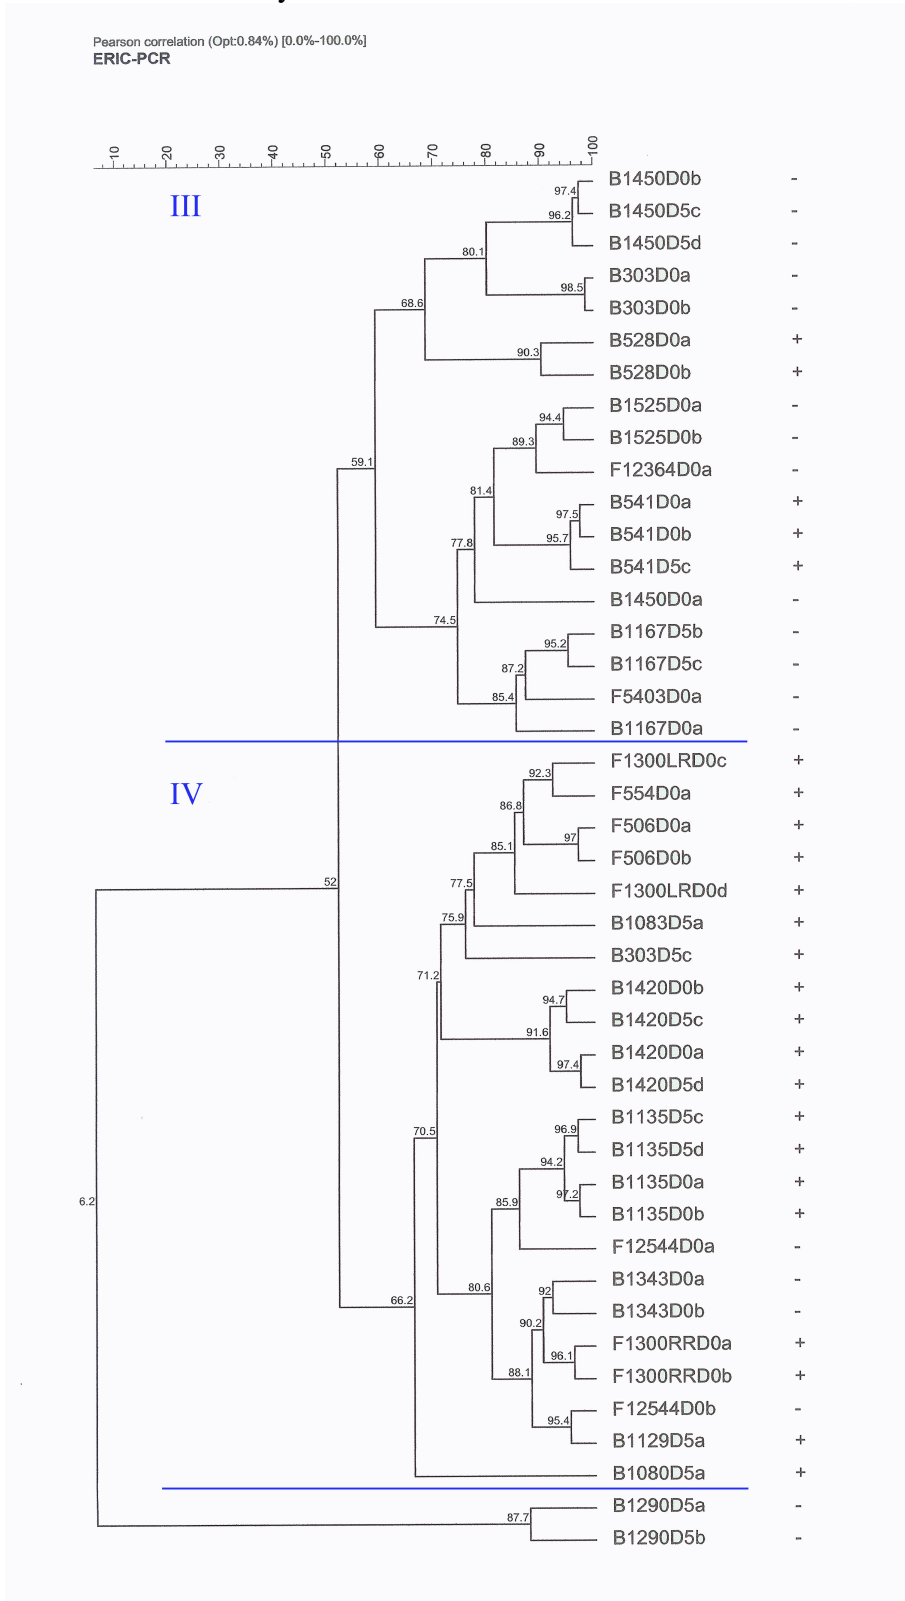 Pearson correlation (Opt:0.84%) [0.0%-100.0%]
ERIC-PCR
10 20 30 40 50 60 70 80 90 100
III
B1450D0b -
97.4
B1450D5c -
96.2
B1450D5d -
80.1
B303D0a -
98.5
B303D0b -
68.6
B528D0a +
90.3
B528D0b +
B1525D0a -
94.4
B1525D0b -
89.3
59.1
F12364D0a -
81.4
B541D0a +
97.5
B541D0b +
95.7
77.8
B541D5c +
B1450D0a -
74.5
B1167D5b -
95.2
B1167D5c -
87.2
F5403D0a -
85.4
B1167D0a -
IV
F1300LRD0c +
92.3
F554D0a +
86.8
F506D0a +
97
F506D0b +
85.1
52
77.5
F1300LRD0d +
75.9
B1083D5a +
B303D5c +
71.2
B1420D0b +
94.7
B1420D5c +
91.6
B1420D0a +
97.4
B1420D5d +
B1135D5c +
96.9
70.5
B1135D5d +
94.2
B1135D0a +
97.2
6.2
85.9
B1135D0b +
F12544D0a -
B1343D0a -
80.6
92
66.2
B1343D0b -
90.2
F1300RRD0a +
96.1
88.1
F1300RRD0b +
F12544D0b -
95.4
B1129D5a +
B1080D5a +
B1290D5a -
87.7
B1290D5b -